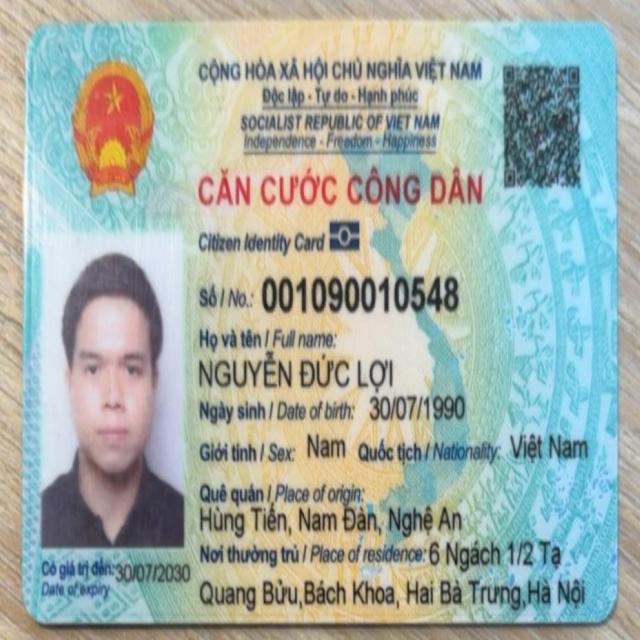 CỘNG HÒA XÃ HỘI CHỦ NGHĨA VIỆT NAM
Độc lập - Tự do - Hạnh phúc
SOCIALIST REPUBLIC OF VIET NAM
Independence - Freedom - Happiness
CĂN CƯỚC CÔNG DÂN
Citizen Identity Card
Số / No.: 001090010548
Họ và tên / Full name:
NGUYỄN ĐỨC LỢI
Ngày sinh / Date of birth: 30/07/1990
Giới tính / Sex: Nam Quốc tịch / Nationality: Việt Nam
Quê quán / Place of origin:
Hùng Tiến, Nam Đàn, Nghệ An
Nơi thường trú / Place of residence: 6 Ngách 1/2 Tạ
Quang Bửu,Bách Khoa, Hai Bà Trưng,Hà Nội
Có giá trị đến: 30/07/2030
Date of expiry